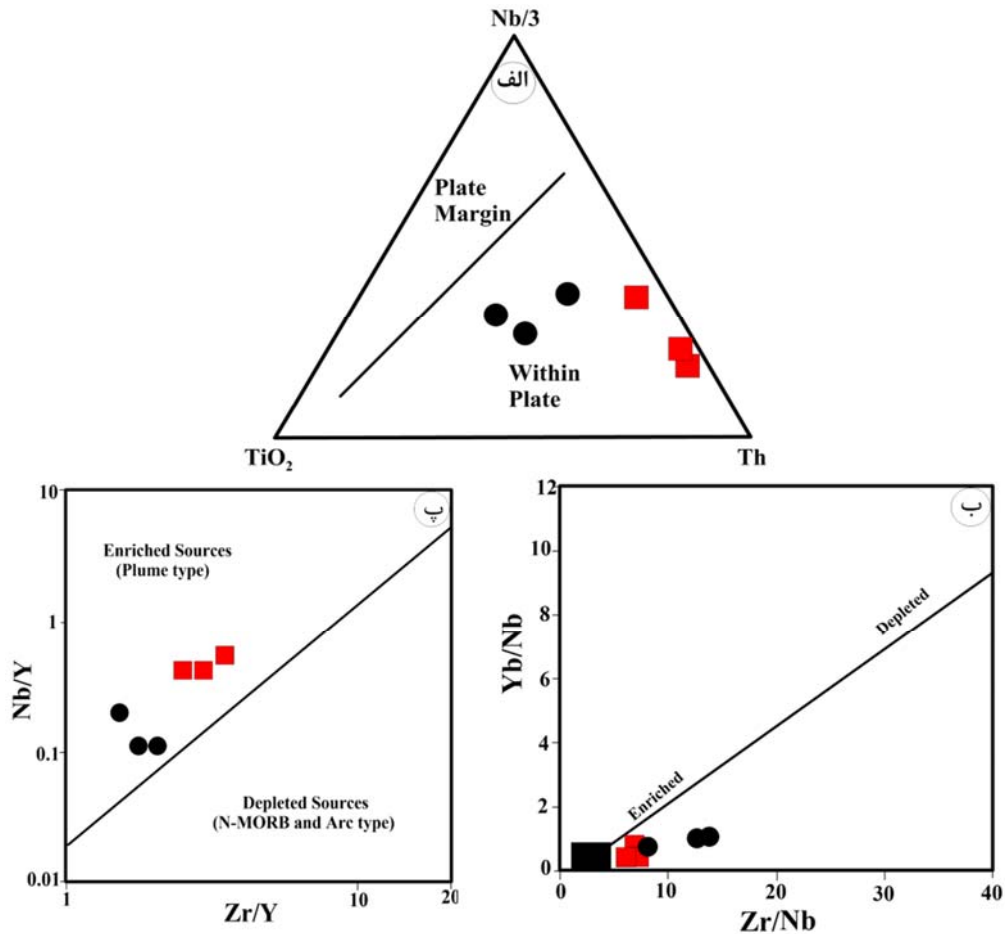 Nb/3
الف
Plate
Margin
Within
Plate
TiO₂
Th
10
1
0.1
0.01
Nb/Y
پ
Enriched Sources
(Plume type)
Depleted Sources
(N-MORB and Arc type)
1
10
20
Zr/Y
12
10
8
6
4
2
0
Yb/Nb
ب
Depleted
Enriched
0
10
20
30
40
Zr/Nb